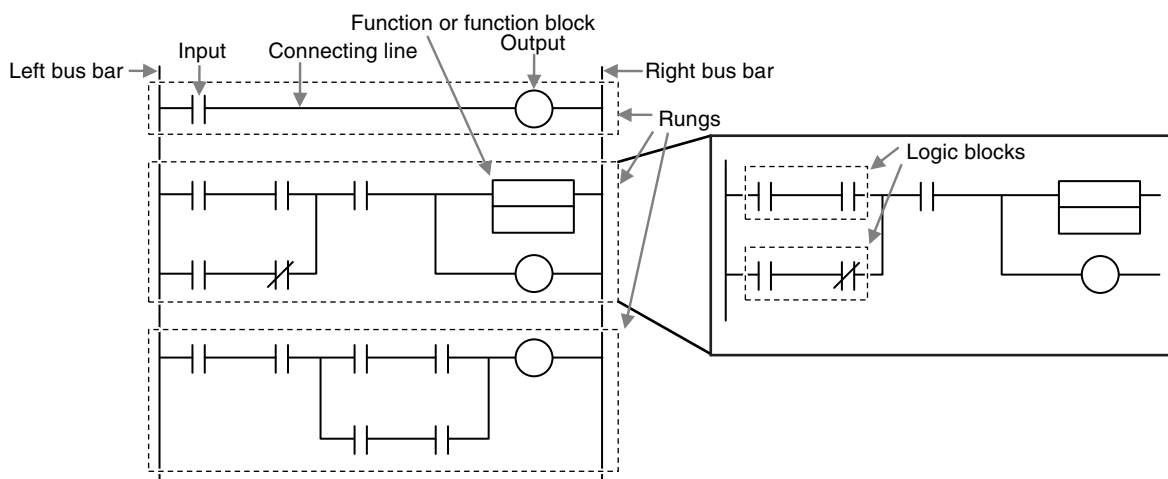 Function or function block
Input
Connecting line
Output
Left bus bar
Right bus bar
Rungs
Logic blocks